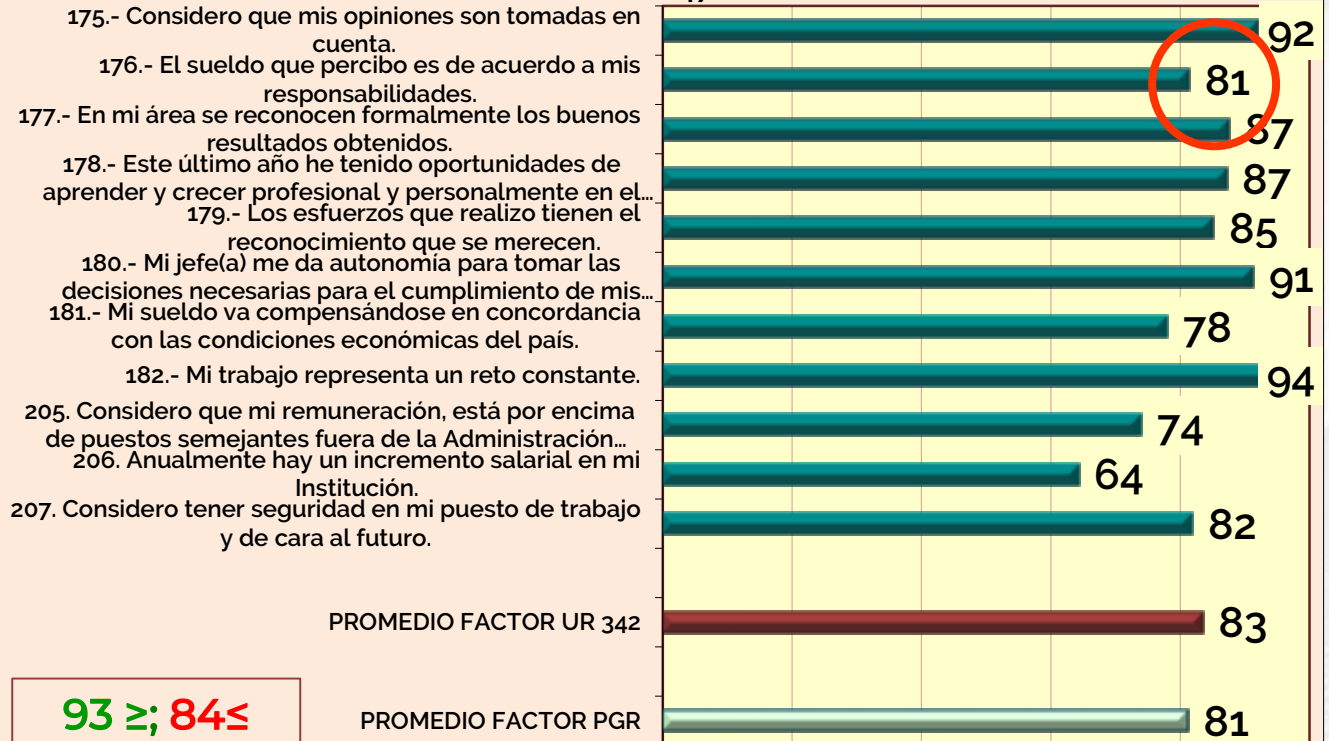 175.- Considero que mis opiniones son tomadas en
cuenta.
92
176.- El sueldo que percibo es de acuerdo a mis
responsabilidades.
81
177.- En mi área se reconocen formalmente los buenos
resultados obtenidos.
87
178.- Este último año he tenido oportunidades de
aprender y crecer profesional y personalmente en el...
87
179.- Los esfuerzos que realizo tienen el
reconocimiento que se merecen.
85
180.- Mi jefe(a) me da autonomía para tomar las
decisiones necesarias para el cumplimiento de mis...
91
181.- Mi sueldo va compensándose en concordancia
con las condiciones económicas del país.
78
182.- Mi trabajo representa un reto constante.
94
205. Considero que mi remuneración, está por encima
de puestos semejantes fuera de la Administración...
74
206. Anualmente hay un incremento salarial en mi
Institución.
64
207. Considero tener seguridad en mi puesto de trabajo
y de cara al futuro.
82
PROMEDIO FACTOR UR 342
83
93 ≥; 84≤
PROMEDIO FACTOR PGR
81